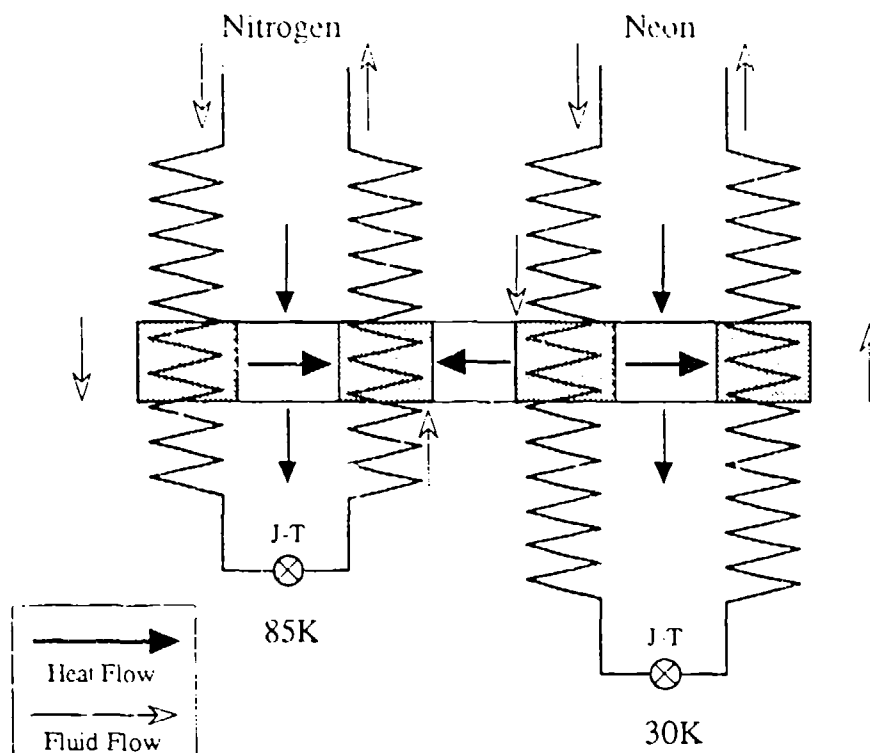 Nitrogen
Neon
J-T
85K
J-T
30K
Heat Flow
Fluid Flow